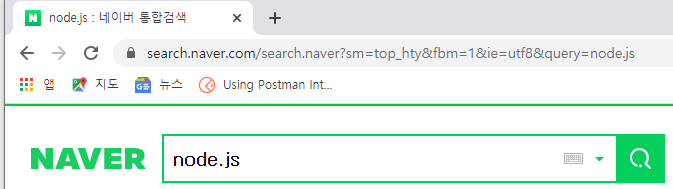 node.js : 네이버 통합검색
search.naver.com/search.naver?sm=top_hty&fbm=1&ie=utf8&query=node.js
앱 지도 뉴스 Using Postman Int...
NAVER node.js